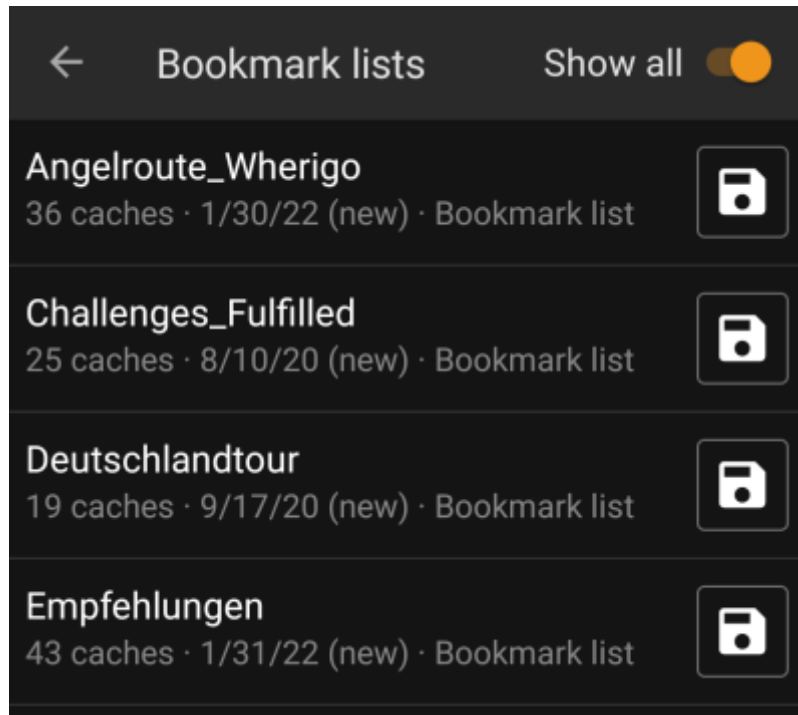 Bookmark lists Show all
Angelroute_Wherigo
36 caches · 1/30/22 (new) · Bookmark list
Challenges_Fulfilled
25 caches · 8/10/20 (new) · Bookmark list
Deutschlandtour
19 caches · 9/17/20 (new) · Bookmark list
Empfehlungen
43 caches · 1/31/22 (new) · Bookmark list